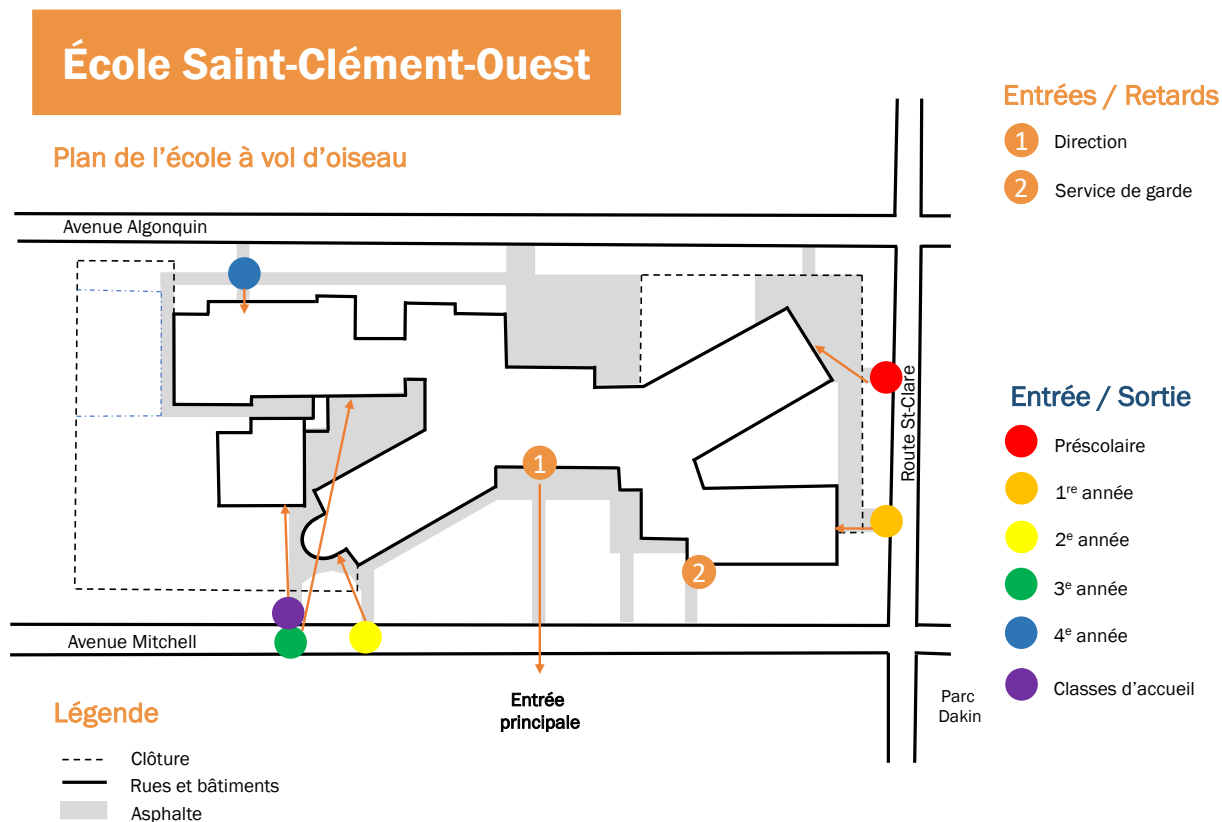 École Saint-Clément-Ouest
Plan de l'école à vol d'oiseau
Entrées / Retards
1 Direction
2 Service de garde
Avenue Algonquin
Route St-Claire
1
2
Entrée / Sortie
Préscolaire
1re année
2e année
3e année
4e année
Classes d'accueil
Avenue Mitchell
Entrée
principale
Parc
Dakin
Légende
Clôture
Rues et bâtiments
Asphalte